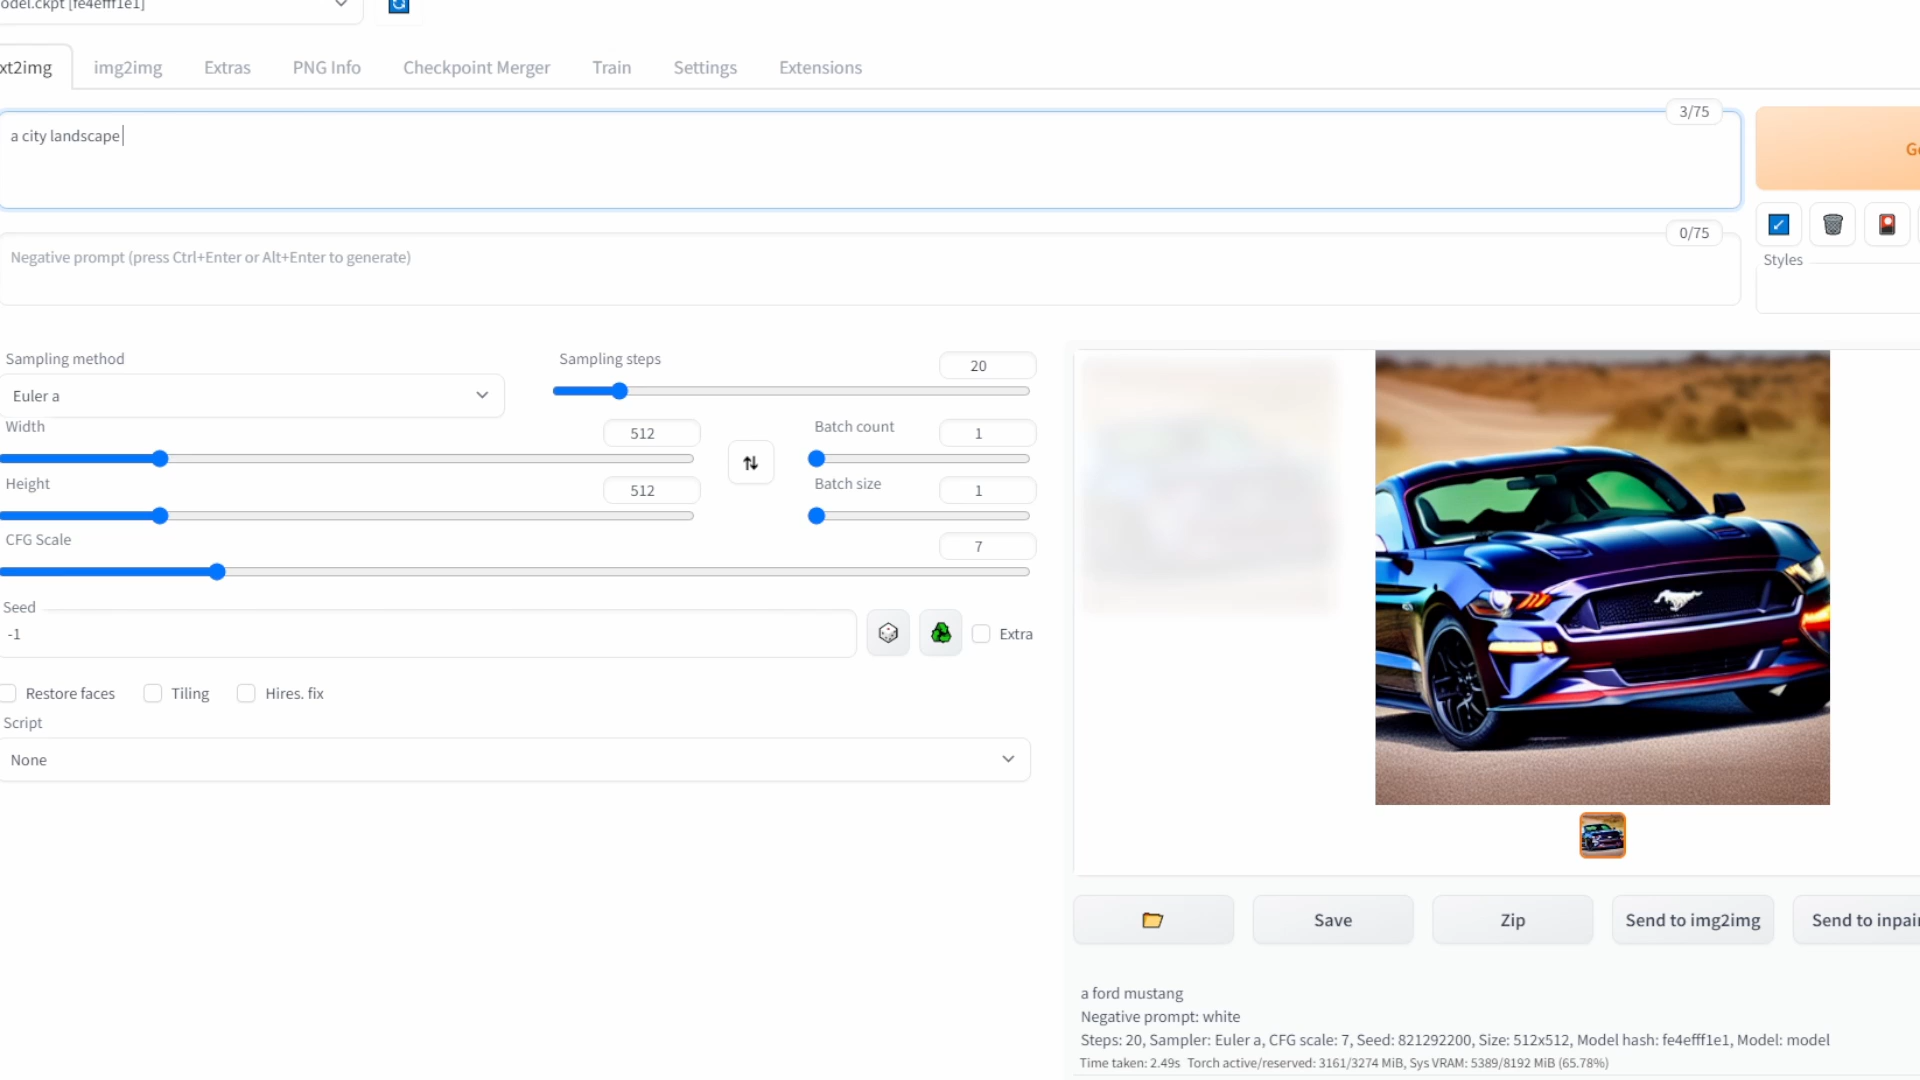 odel.ckpt [fe4efff1e1]
xt2img img2img Extras PNG Info Checkpoint Merger Train Settings Extensions
3/75
a city landscape
Ge
0/75
Negative prompt (press Ctrl+Enter or Alt+Enter to generate)
Styles
Sampling method
Euler a
Sampling steps
20
Width
512
Batch count
1
Height
512
Batch size
1
CFG Scale
7
Seed
-1
Extra
Restore faces Tiling Hires. fix
Script
None
Save Zip Send to img2img Send to inpain
a ford mustang
Negative prompt: white
Steps: 20, Sampler: Euler a, CFG scale: 7, Seed: 821292200, Size: 512x512, Model hash: fe4efff1e1, Model: model
Time taken: 2.49s Torch active/reserved: 3161/3274 MiB, Sys VRAM: 5389/8192 MiB (65.78%)